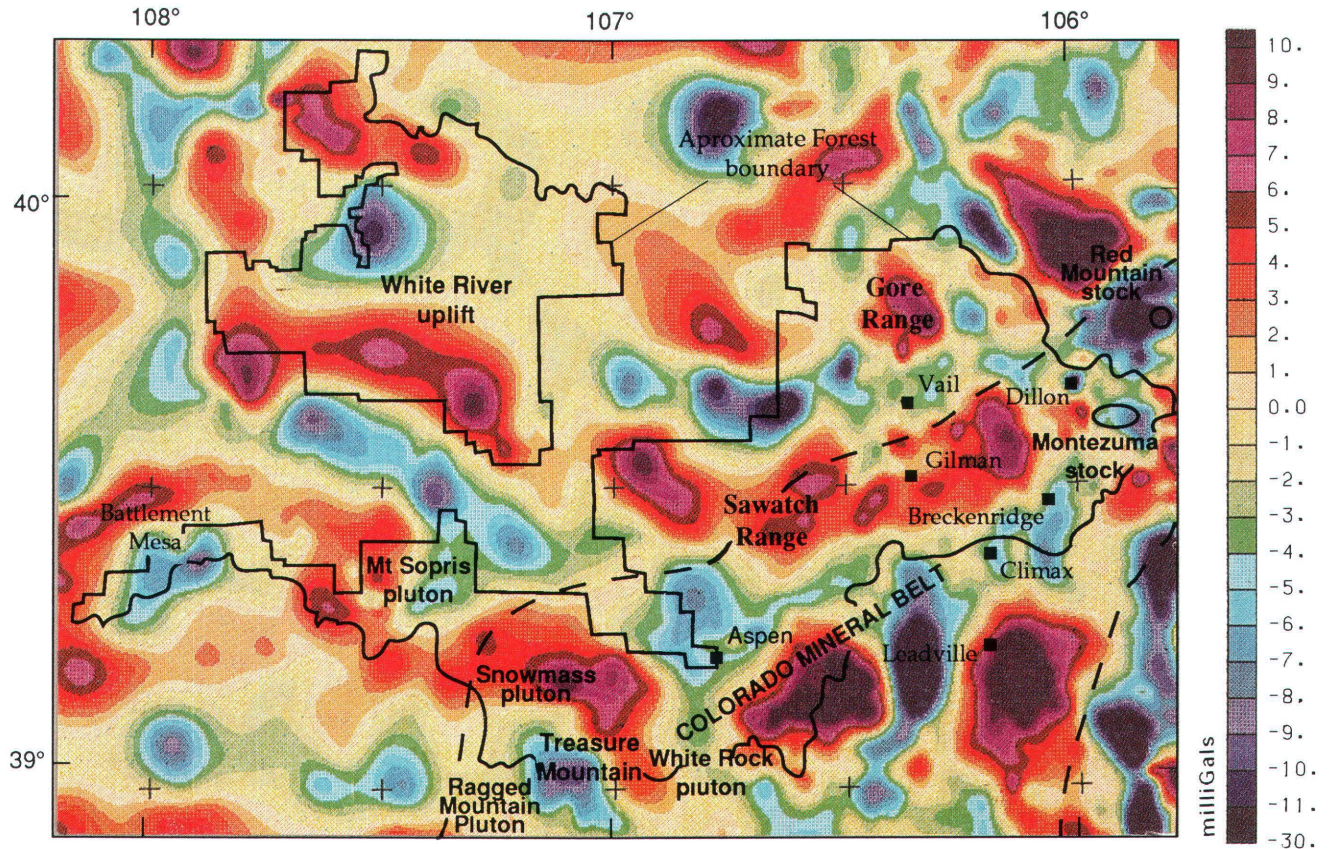 108°
107°
106°
40°
39°
Aproximate Forest
boundary
White River
uplift
Gore
Range
Red
Mountain
stock
Vail
Dillon
Gilman
Montezuma
stock
Sawatch
Range
Breckenridge
Climax
Battlement
Mesa
Mt Sopris
pluton
Aspen
COLORADO MINERAL BELT
Leadville
Snowmass
pluton
Treasure
Mountain
White Rock
pluton
Ragged
Mountain
Pluton
10.
9.
8.
7.
6.
5.
4.
3.
2.
1.
0.0
-1.
-2.
-3.
-4.
-5.
-6.
-7.
-8.
-9.
-10.
-11.
-30.
milliGals